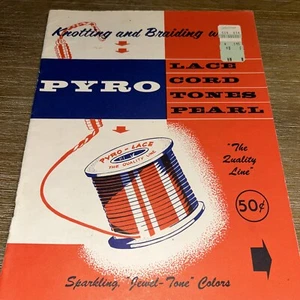 Knotting and Braiding w
PYRO
LACE
CORD
TONES
PEARL
PYRO-LACE
THE QUALITY LINE
"The
Quality
Line"
50¢
Sparkling, "Jewel-Tone" Colors